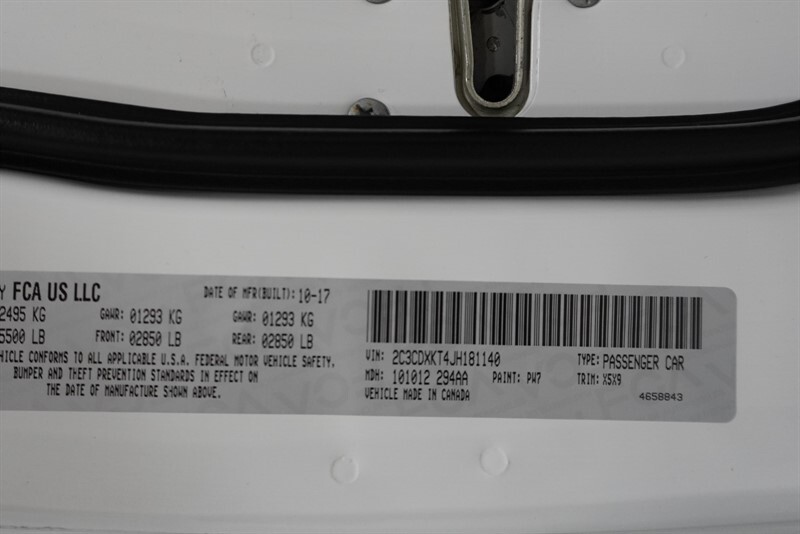 Y FCA US LLC DATE OF MFR(BUILT): 10-17
2495 KG GAWR: 01293 KG GAWR: 01293 KG
5500 LB FRONT: 02850 LB REAR: 02850 LB
EHICLE CONFORMS TO ALL APPLICABLE U.S.A. FEDERAL MOTOR VEHICLE SAFETY,
BUMPER AND THEFT PREVENTION STANDARDS IN EFFECT ON
THE DATE OF MANUFACTURE SHOWN ABOVE.
VIN: 2C3CDXKT4JH181140 TYPE: PASSENGER CAR
MDH: 101012 294AA PAINT: PW7 TRIM: X5X9
VEHICLE MADE IN CANADA 4658843